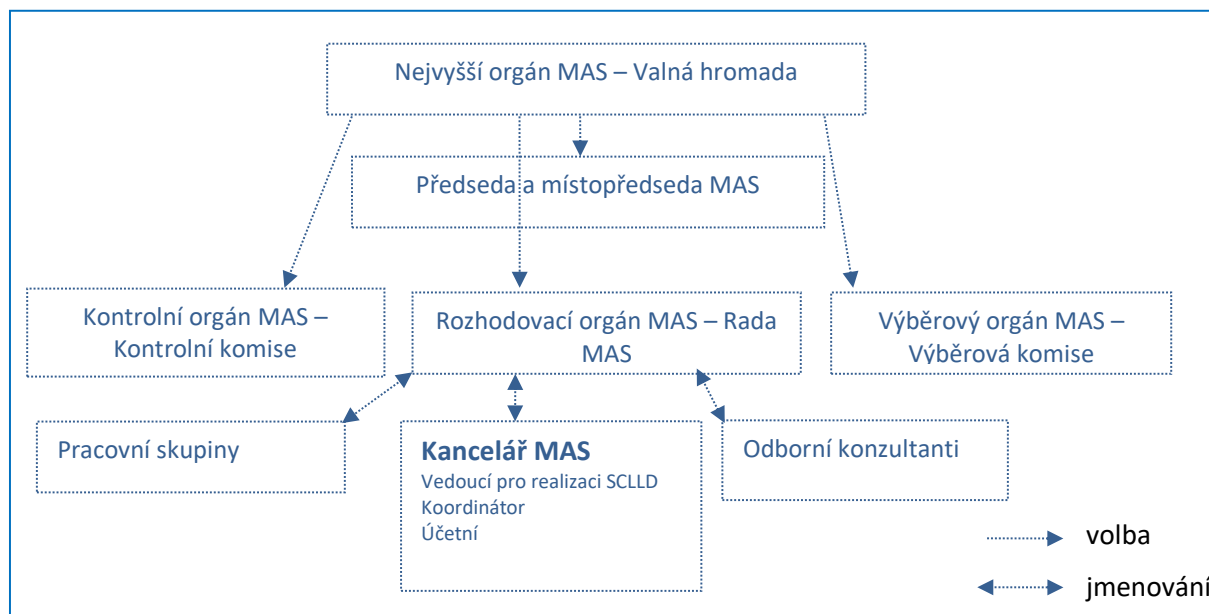 Nejvyšší orgán MAS – Valná hromada
Předseda a místopředseda MAS
Kontrolní orgán MAS –
Kontrolní komise
Rozhodovací orgán MAS – Rada
MAS
Výběrový orgán MAS –
Výběrová komise
Pracovní skupiny
Kancelář MAS
Vedoucí pro realizaci SCLLD
Koordinátor
Účetní
Odborní konzultanti
volba
jmenování